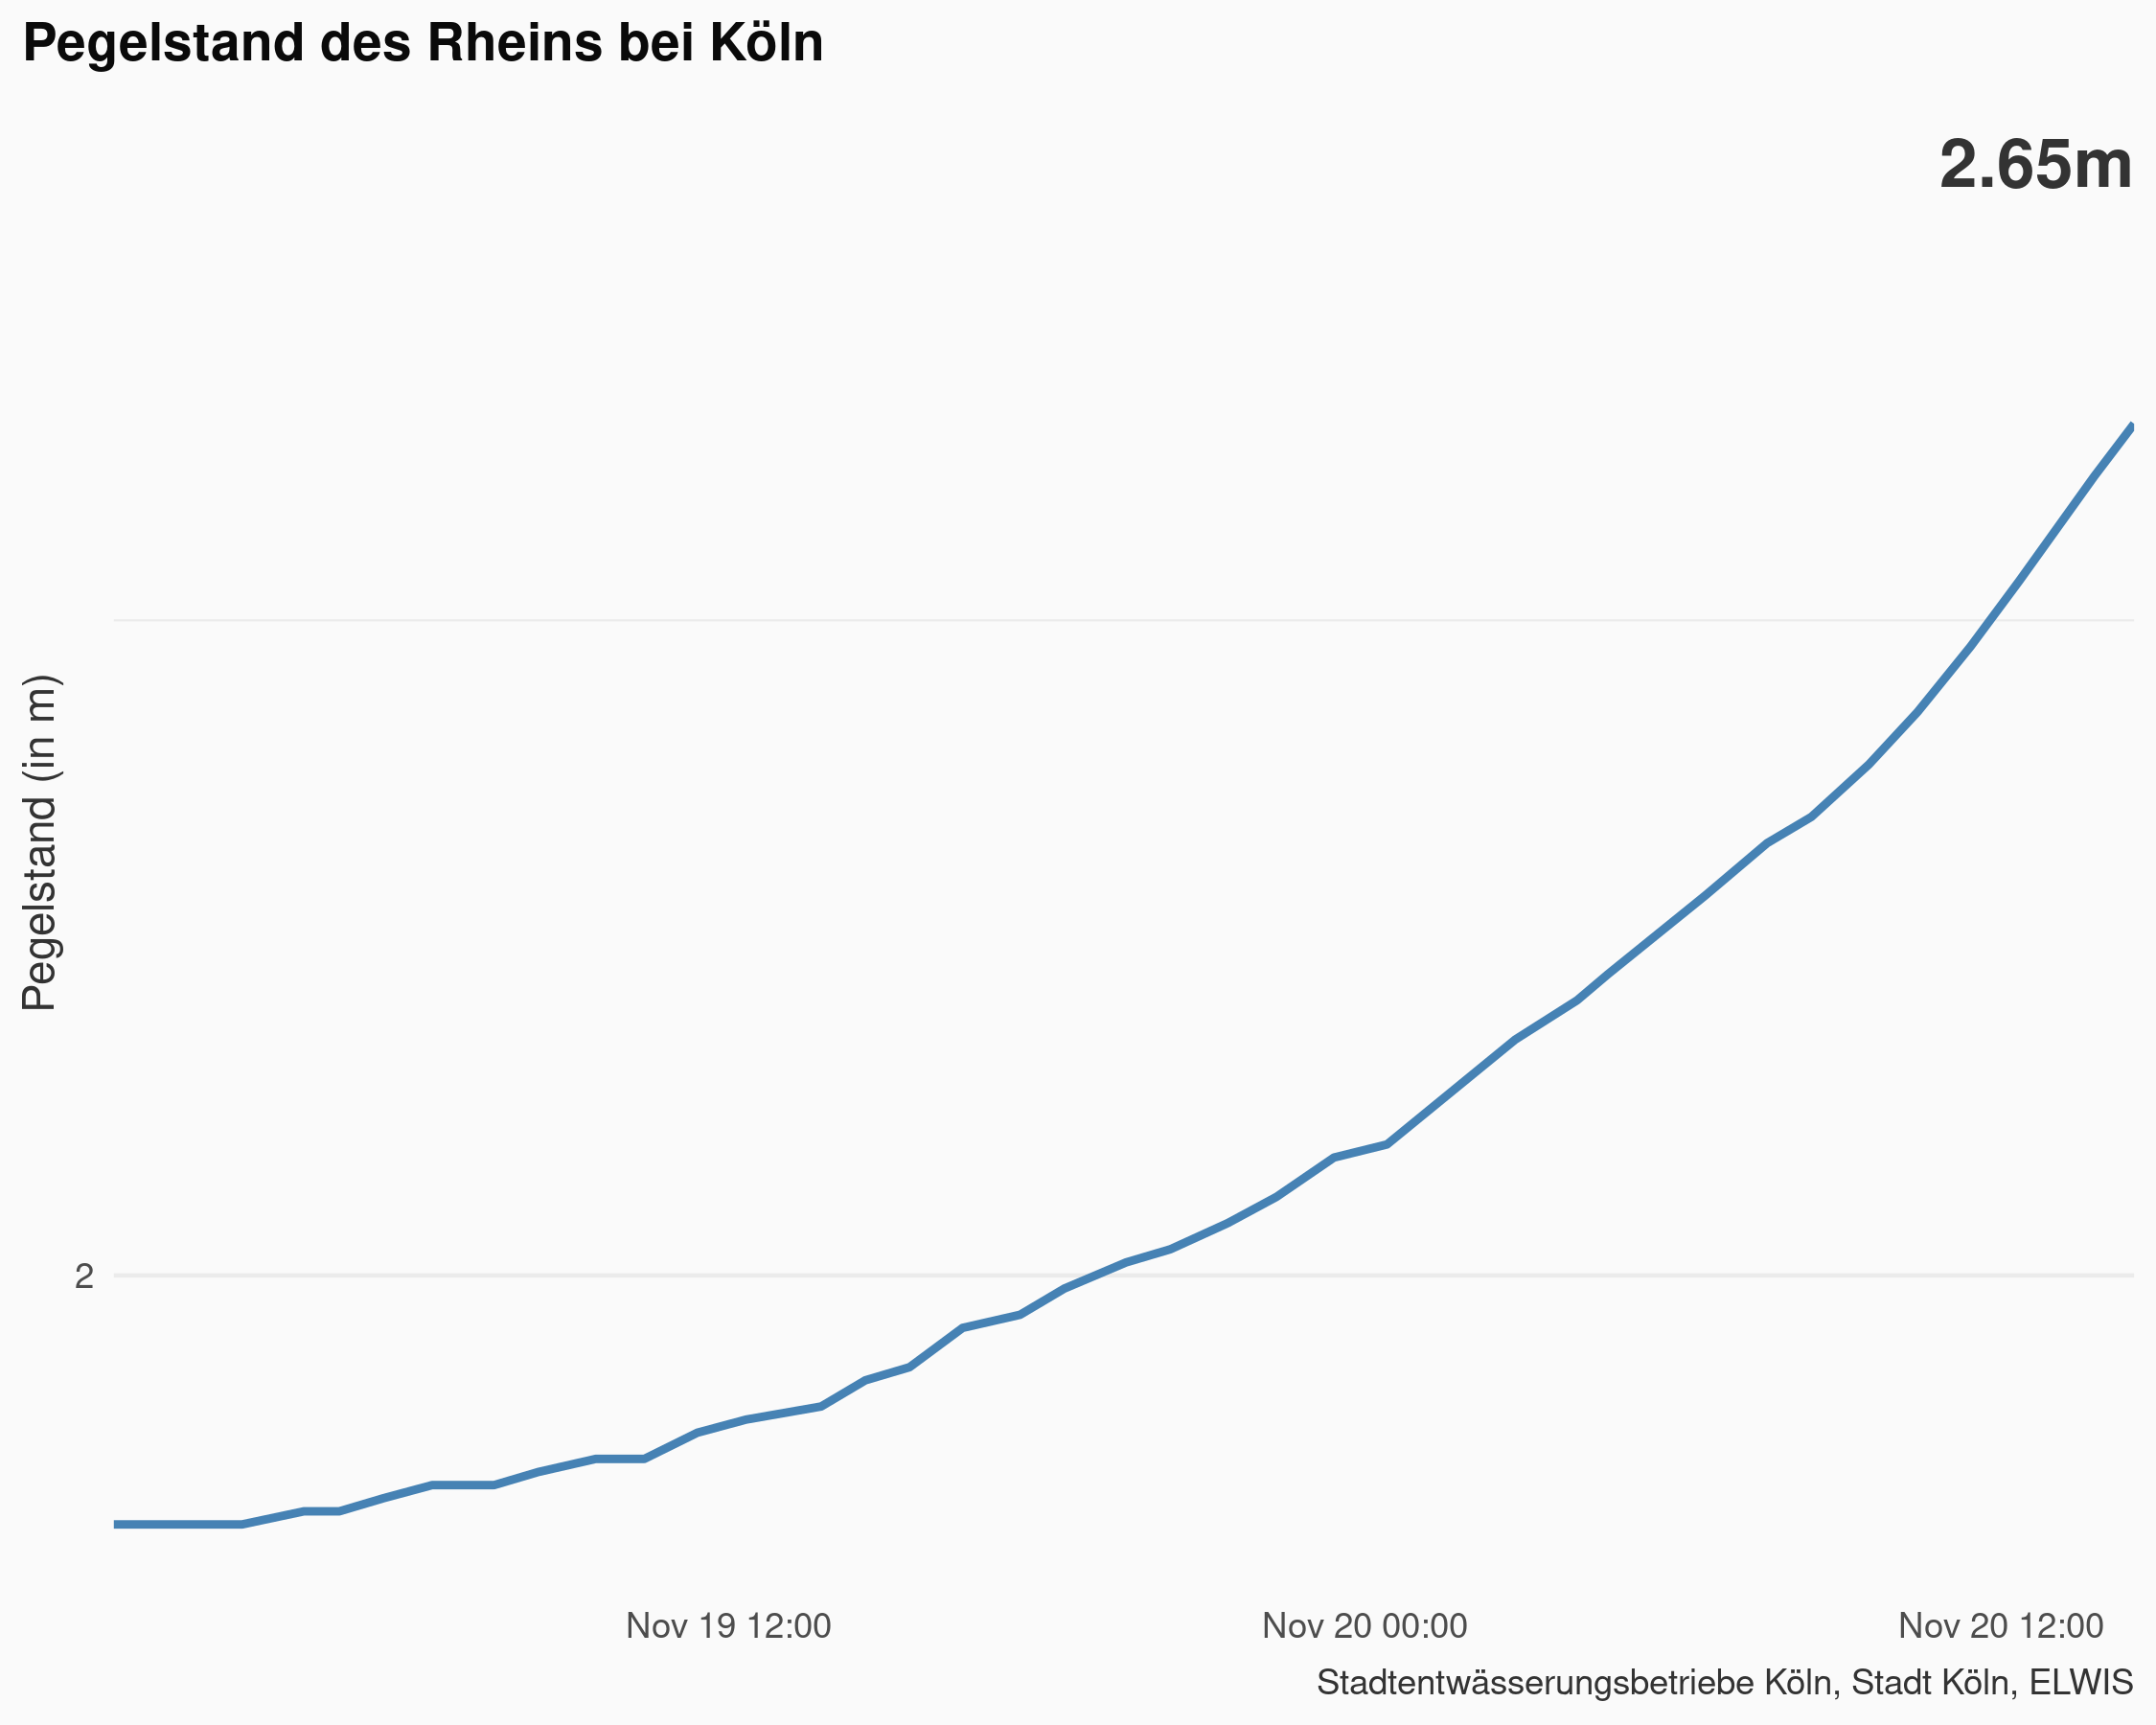 Pegelstand des Rheins bei Köln
2.65m
Pegelstand (in m)
2
Nov 19 12:00
Nov 20 00:00
Nov 20 12:00
Stadtentwässerungsbetriebe Köln, Stadt Köln, ELWIS